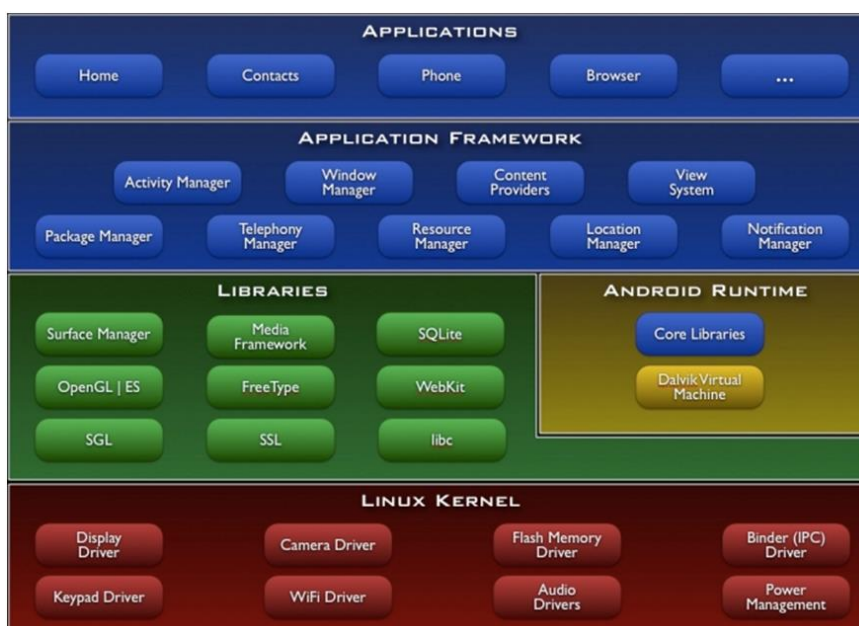 APPLICATIONS
Home
Contacts
Phone
Browser
...
APPLICATION FRAMEWORK
Activity Manager
Window
Manager
Content
Providers
View
System
Package Manager
Telephony
Manager
Resource
Manager
Location
Manager
Notification
Manager
LIBRARIES
Surface Manager
Media
Framework
SQLite
OpenGL | ES
FreeType
WebKit
SGL
SSL
libc
ANDROID RUNTIME
Core Libraries
Dalvik Virtual
Machine
LINUX KERNEL
Display
Driver
Camera Driver
Flash Memory
Driver
Binder (IPC)
Driver
Keypad Driver
WiFi Driver
Audio
Drivers
Power
Management